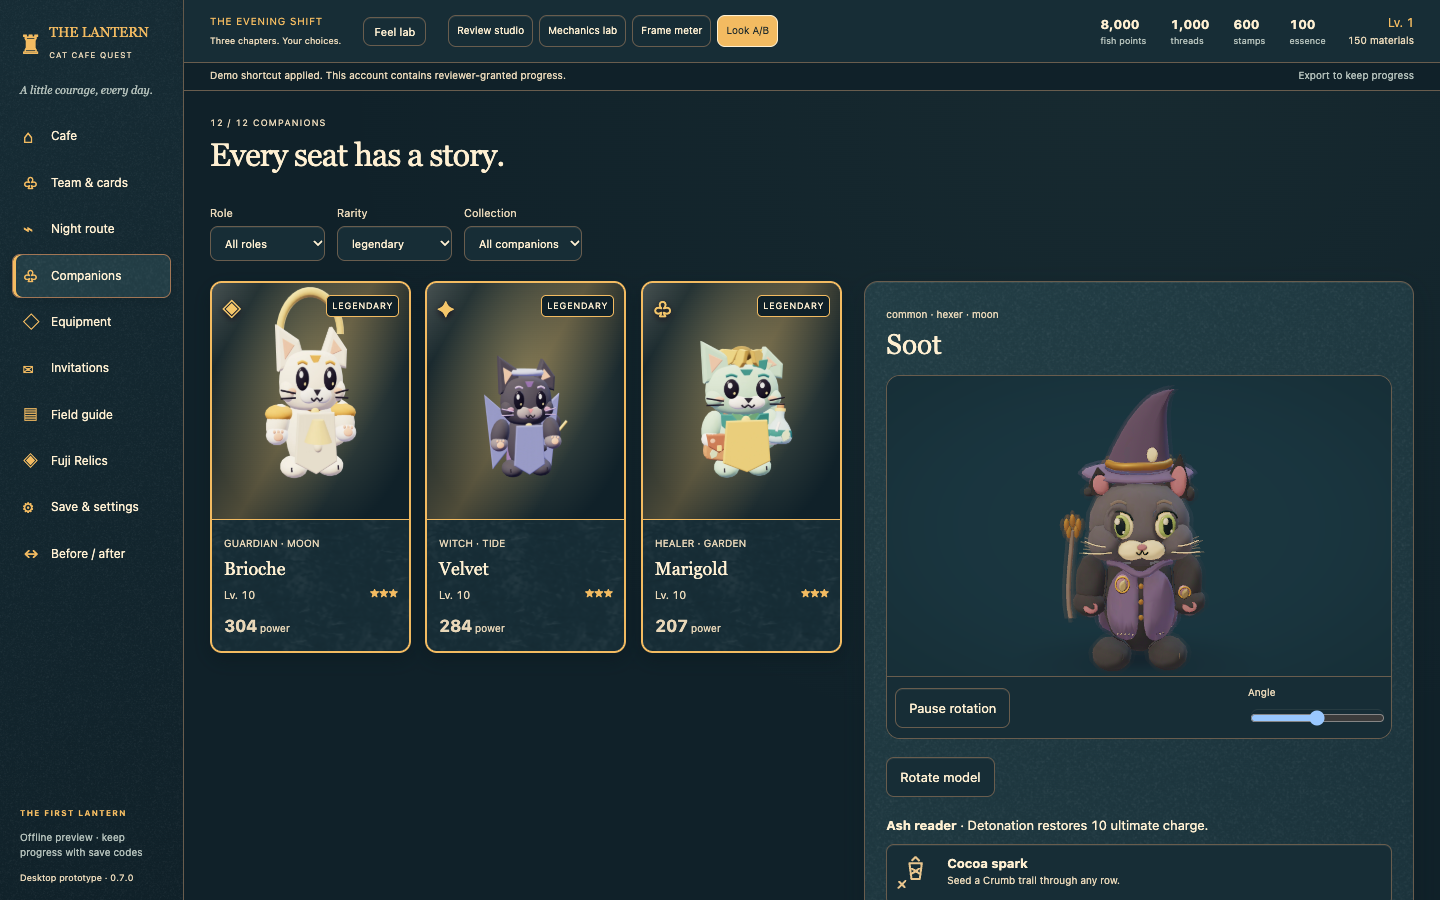 THE LANTERN
CAT CAFE QUEST
A little courage, every day.
Cafe
Team & cards
Night route
Companions
Equipment
Invitations
Field guide
Fuji Relics
Save & settings
Before / after
THE FIRST LANTERN
Offline preview · keep
progress with save codes
Desktop prototype · 0.7.0
THE EVENING SHIFT
Three chapters. Your choices.
Feel lab
Review studio
Mechanics lab
Frame meter
Look A/B
8,000
fish points
1,000
threads
600
stamps
100
essence
Lv. 1
150 materials
Demo shortcut applied. This account contains reviewer-granted progress.
Export to keep progress
12 / 12 COMPANIONS
Every seat has a story.
Role
Rarity
Collection
All roles
legendary
All companions
LEGENDARY
GUARDIAN · MOON
Brioche
Lv. 10
304 power
LEGENDARY
WITCH · TIDE
Velvet
Lv. 10
284 power
LEGENDARY
HEALER · GARDEN
Marigold
Lv. 10
207 power
common · hexer · moon
Soot
Pause rotation
Angle
Rotate model
Ash reader · Detonation restores 10 ultimate charge.
Cocoa spark
Seed a Crumb trail through any row.